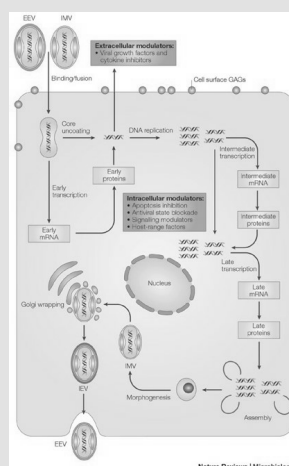 EEV
IMV
Binding/fusion
Extracellular modulators:
• Viral growth factors and
cytokine inhibitors
Cell surface GAGs
Core
uncoating
DNA replication
Intermediate
transcription
Early
transcription
Early
proteins
Intermediate
mRNA
Early
mRNA
Intracellular modulators:
• Apoptosis inhibition
• Antiviral state blockade
• Signalling modulators
• Host-range factors
Intermediate
proteins
Late
transcription
Nucleus
Golgi wrapping
Late
mRNA
Late
proteins
IMV
IEV
Morphogenesis
Assembly
EEV
Nature Reviews | Microbiology